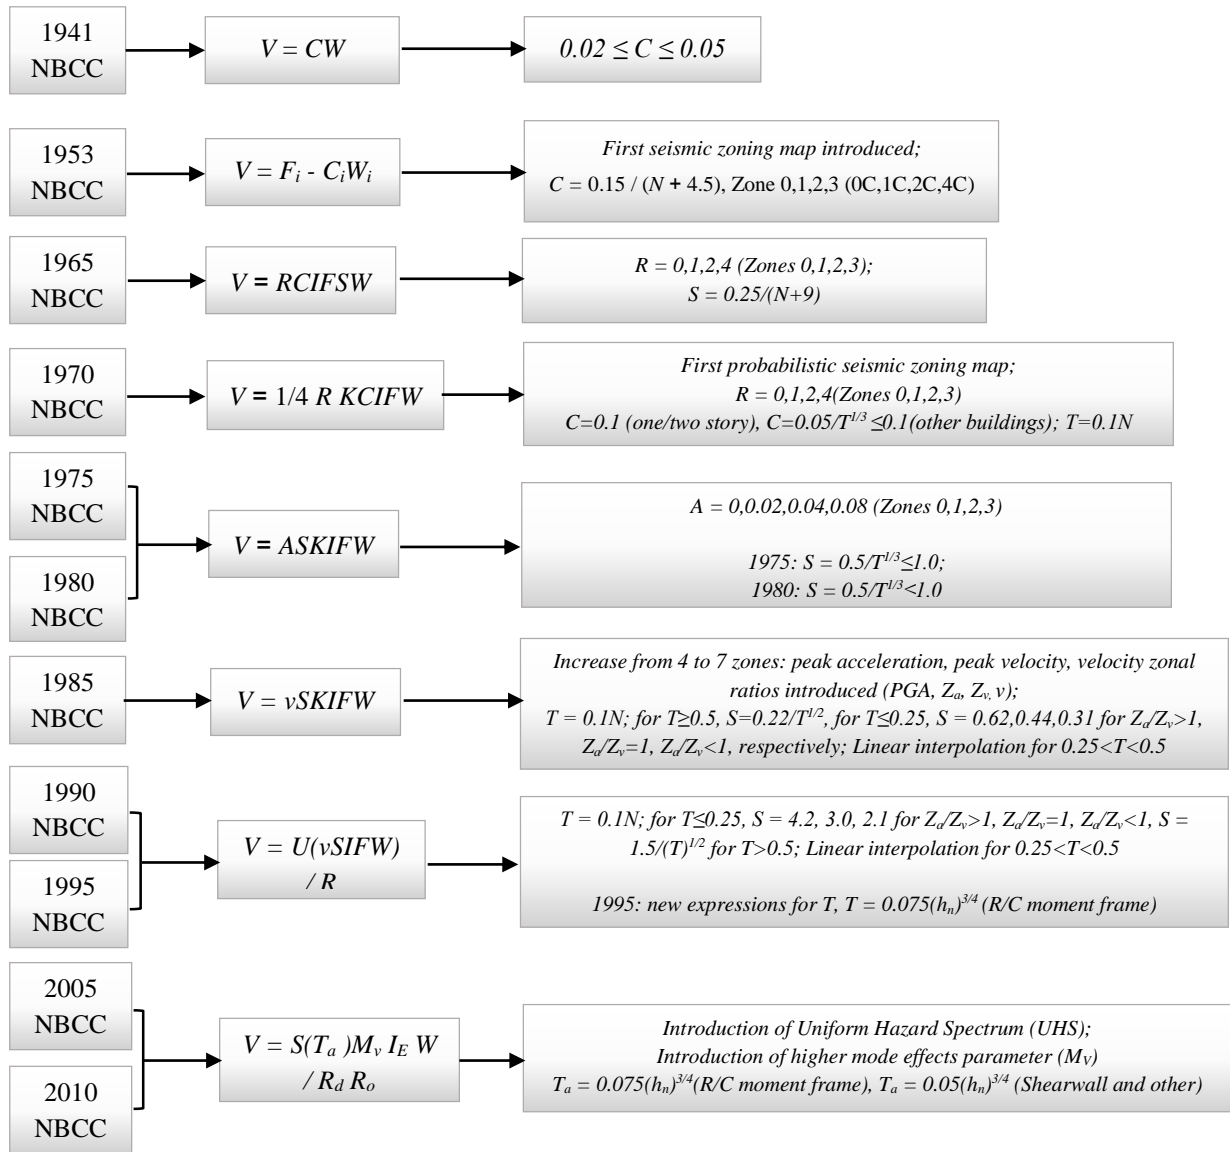 1941
NBCC
V = CW
0.02 ≤ C ≤ 0.05
1953
NBCC
V = Fᵢ - CᵢWᵢ
First seismic zoning map introduced;
C = 0.15 / (N + 4.5), Zone 0,1,2,3 (0C,1C,2C,4C)
1965
NBCC
V = RCIFSW
R = 0,1,2,4 (Zones 0,1,2,3);
S = 0.25/(N+9)
1970
NBCC
V = 1/4 R KCIFW
First probabilistic seismic zoning map;
R = 0,1,2,4(Zones 0,1,2,3)
C=0.1 (one/two story), C=0.05/T^{1/3} ≤0.1(other buildings); T=0.1N
1975
NBCC
1980
NBCC
V = ASKIFW
A = 0,0.02,0.04,0.08 (Zones 0,1,2,3)
1975: S = 0.5/T^{1/3}≤1.0;
1980: S = 0.5/T^{1/3}<1.0
1985
NBCC
V = vSKIFW
Increase from 4 to 7 zones: peak acceleration, peak velocity, velocity zonal
ratios introduced (PGA, Z_a, Z_v, v);
T = 0.1N; for T≥0.5, S=0.22/T^{1/2}, for T≤0.25, S = 0.62,0.44,0.31 for Z_a/Z_v>1,
Z_a/Z_v=1, Z_a/Z_v<1, respectively; Linear interpolation for 0.25<T<0.5
1990
NBCC
1995
NBCC
V = U(vSIFW)
/ R
T = 0.1N; for T≤0.25, S = 4.2, 3.0, 2.1 for Z_a/Z_v>1, Z_a/Z_v=1, Z_a/Z_v<1, S =
1.5/(T)^{1/2} for T>0.5; Linear interpolation for 0.25<T<0.5
1995: new expressions for T, T = 0.075(h_n)^{3/4} (R/C moment frame)
2005
NBCC
2010
NBCC
V = S(T_a )M_v I_E W
/ R_d R_o
Introduction of Uniform Hazard Spectrum (UHS);
Introduction of higher mode effects parameter (M_V)
T_a = 0.075(h_n)^{3/4}(R/C moment frame), T_a = 0.05(h_n)^{3/4} (Shearwall and other)